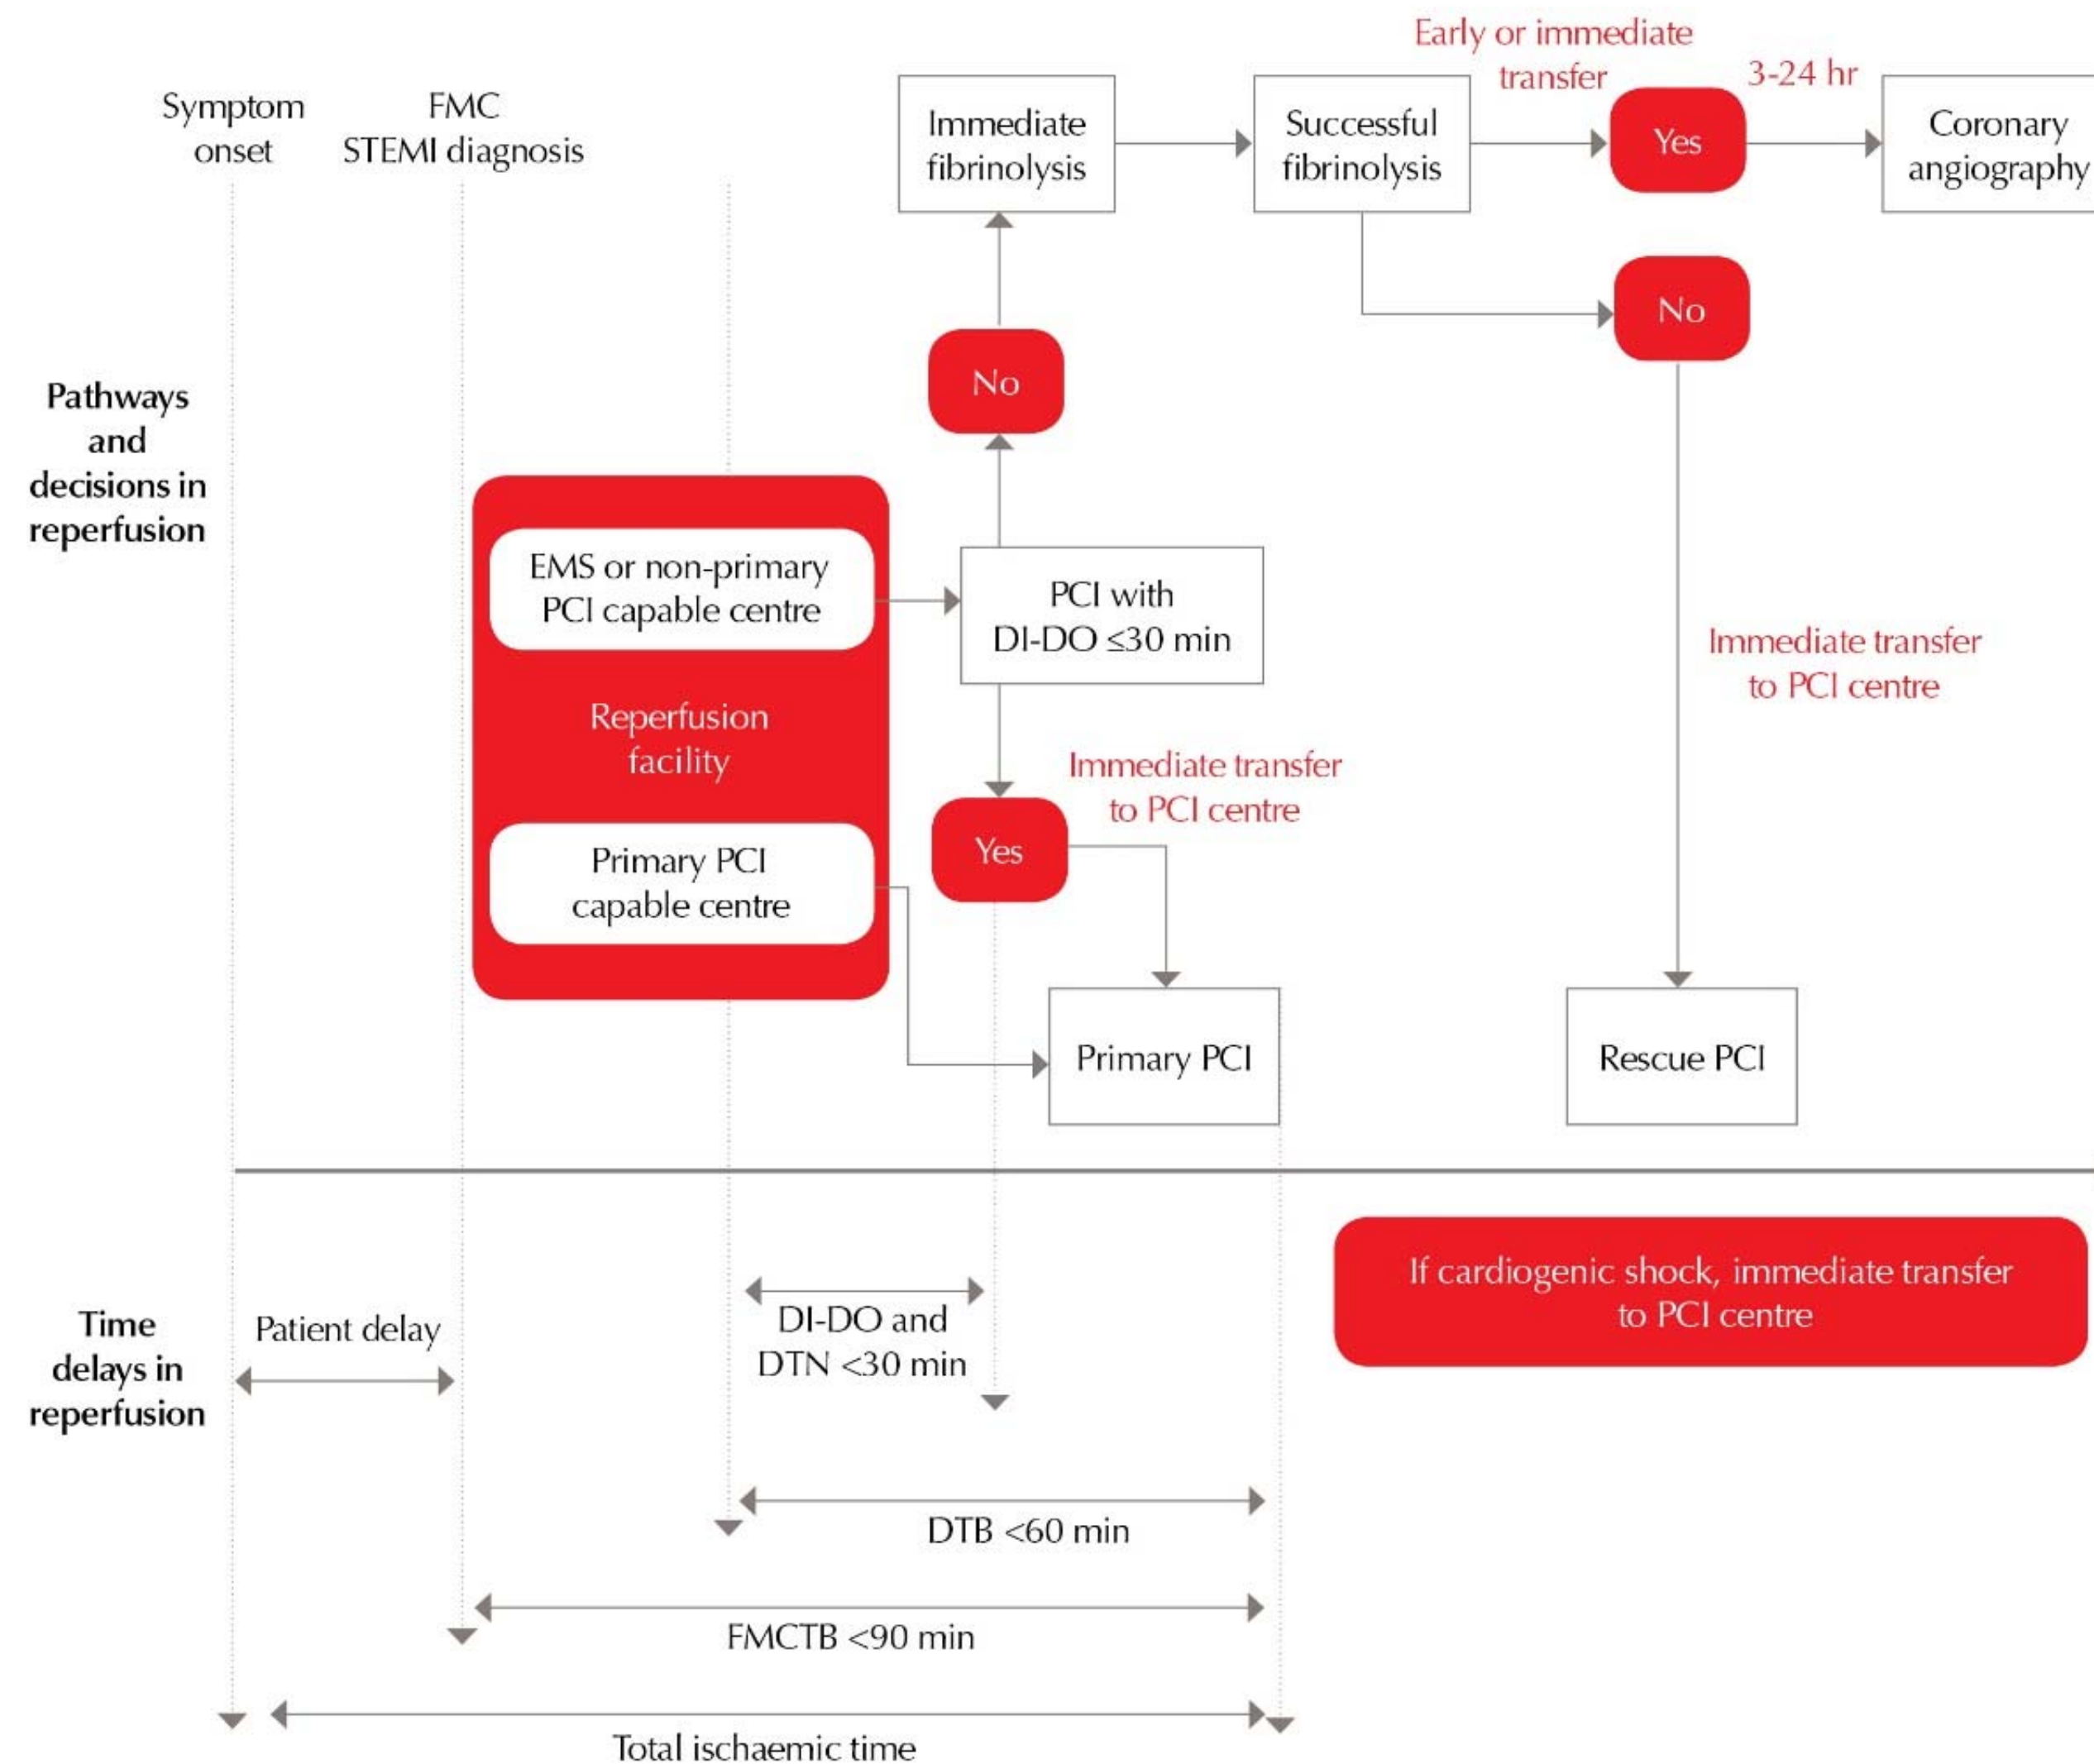 Symptom
onset
FMC
STEMI diagnosis
Immediate
fibrinolysis
Successful
fibrinolysis
Early or immediate
transfer
Yes
3-24 hr
Coronary
angiography
No
No
Pathways
and
decisions in
reperfusion
EMS or non-primary
PCI capable centre
PCI with
DI-DO ≤30 min
Reperfusion
facility
Immediate transfer
to PCI centre
Immediate transfer
to PCI centre
Yes
Primary PCI
capable centre
Primary PCI
Rescue PCI
Time
delays in
reperfusion
Patient delay
DI-DO and
DTN <30 min
If cardiogenic shock, immediate transfer
to PCI centre
DTB <60 min
FMCTB <90 min
Total ischaemic time